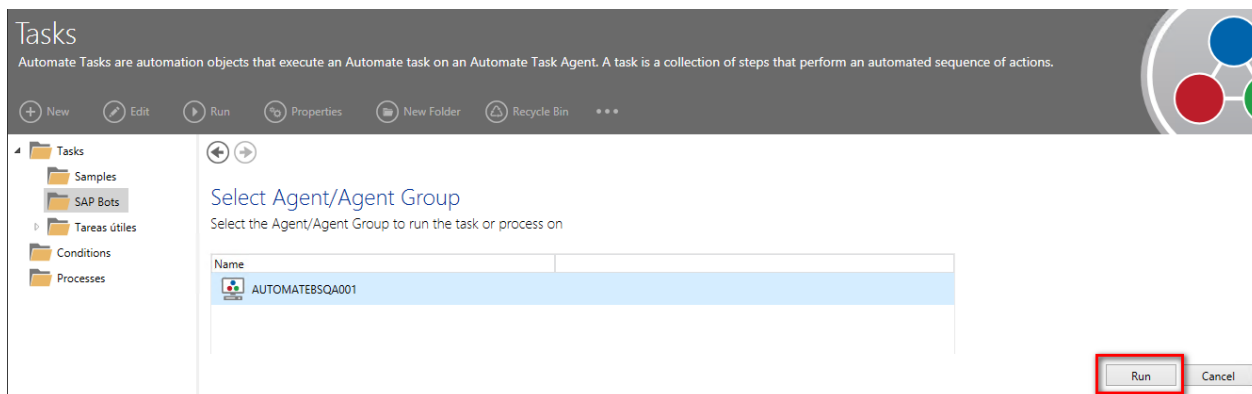 Tasks
Automate Tasks are automation objects that execute an Automate task on an Automate Task Agent. A task is a collection of steps that perform an automated sequence of actions.
New Edit Run Properties New Folder Recycle Bin
Tasks
Samples
SAP Bots
Tareas útiles
Conditions
Processes
Select Agent/Agent Group
Select the Agent/Agent Group to run the task or process on
Name
AUTOMATEBSQA001
Run Cancel